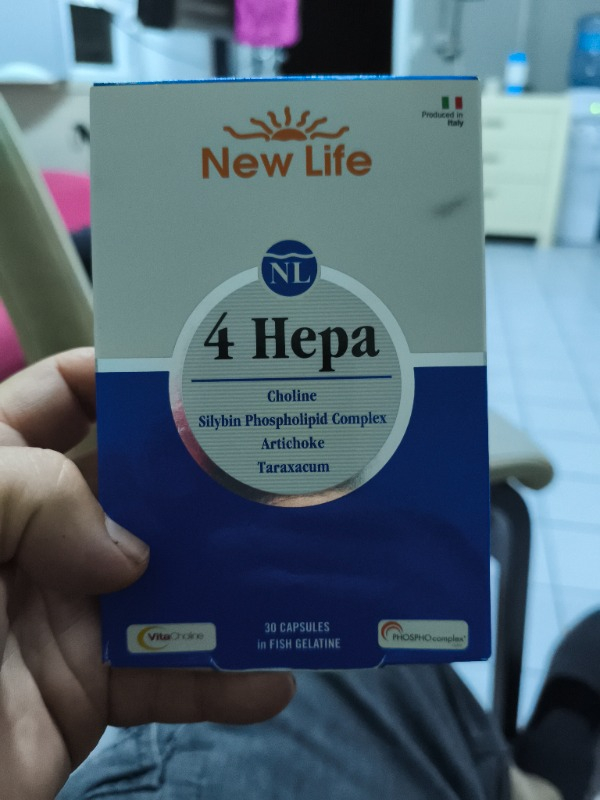 Produced in
Italy
New Life
NL
4 Hepa
Choline
Silybin Phospholipid Complex
Artichoke
Taraxacum
VitaCholine
30 CAPSULES
in FISH GELATINE
PHOSPHOcomplex